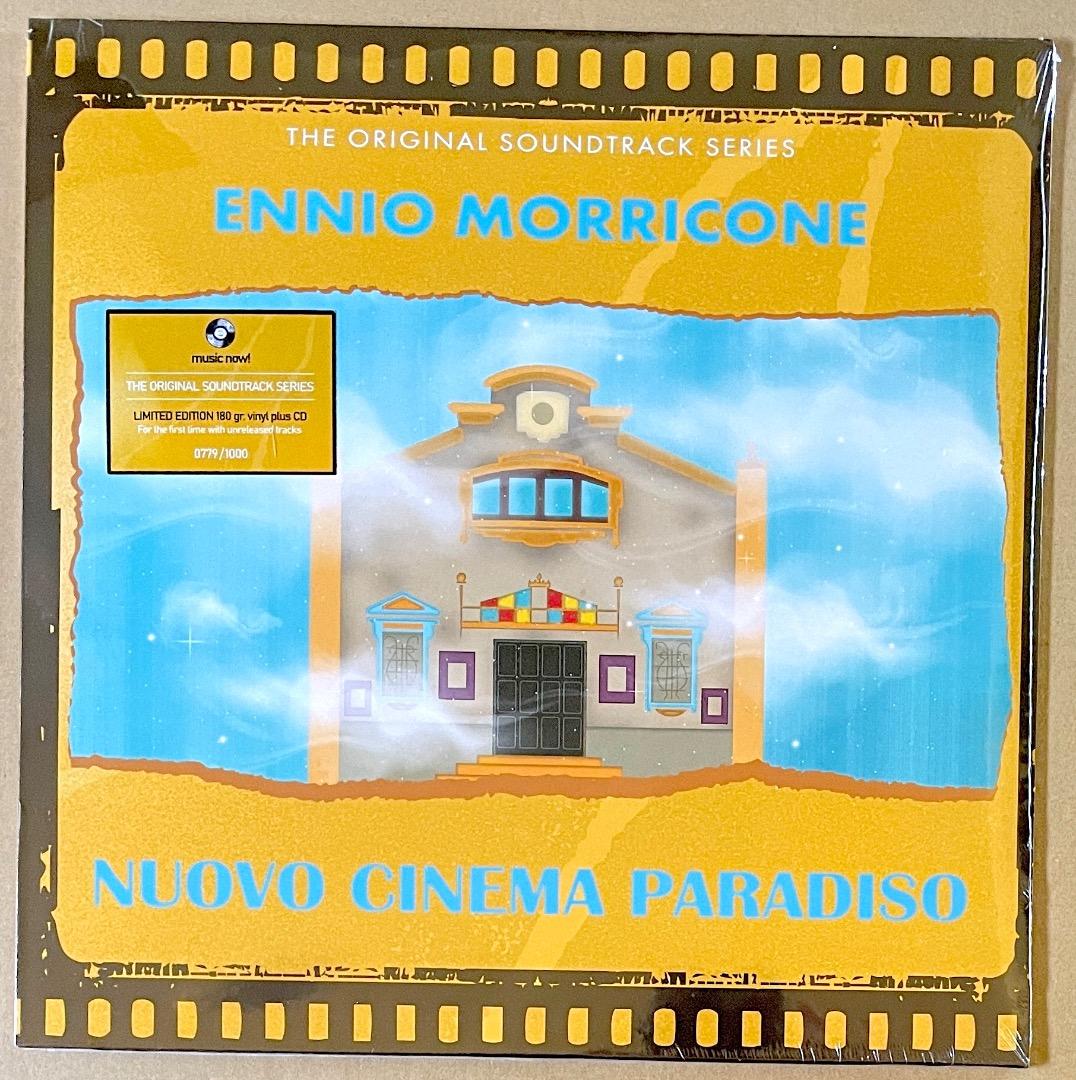 THE ORIGINAL SOUNDTRACK SERIES
ENNIO MORRICONE
music now!
THE ORIGINAL SOUNDTRACK SERIES
LIMITED EDITION 180 gr. vinyl plus CD
For the first time with unreleased tracks
0779/1000
NUOVO CINEMA PARADISO